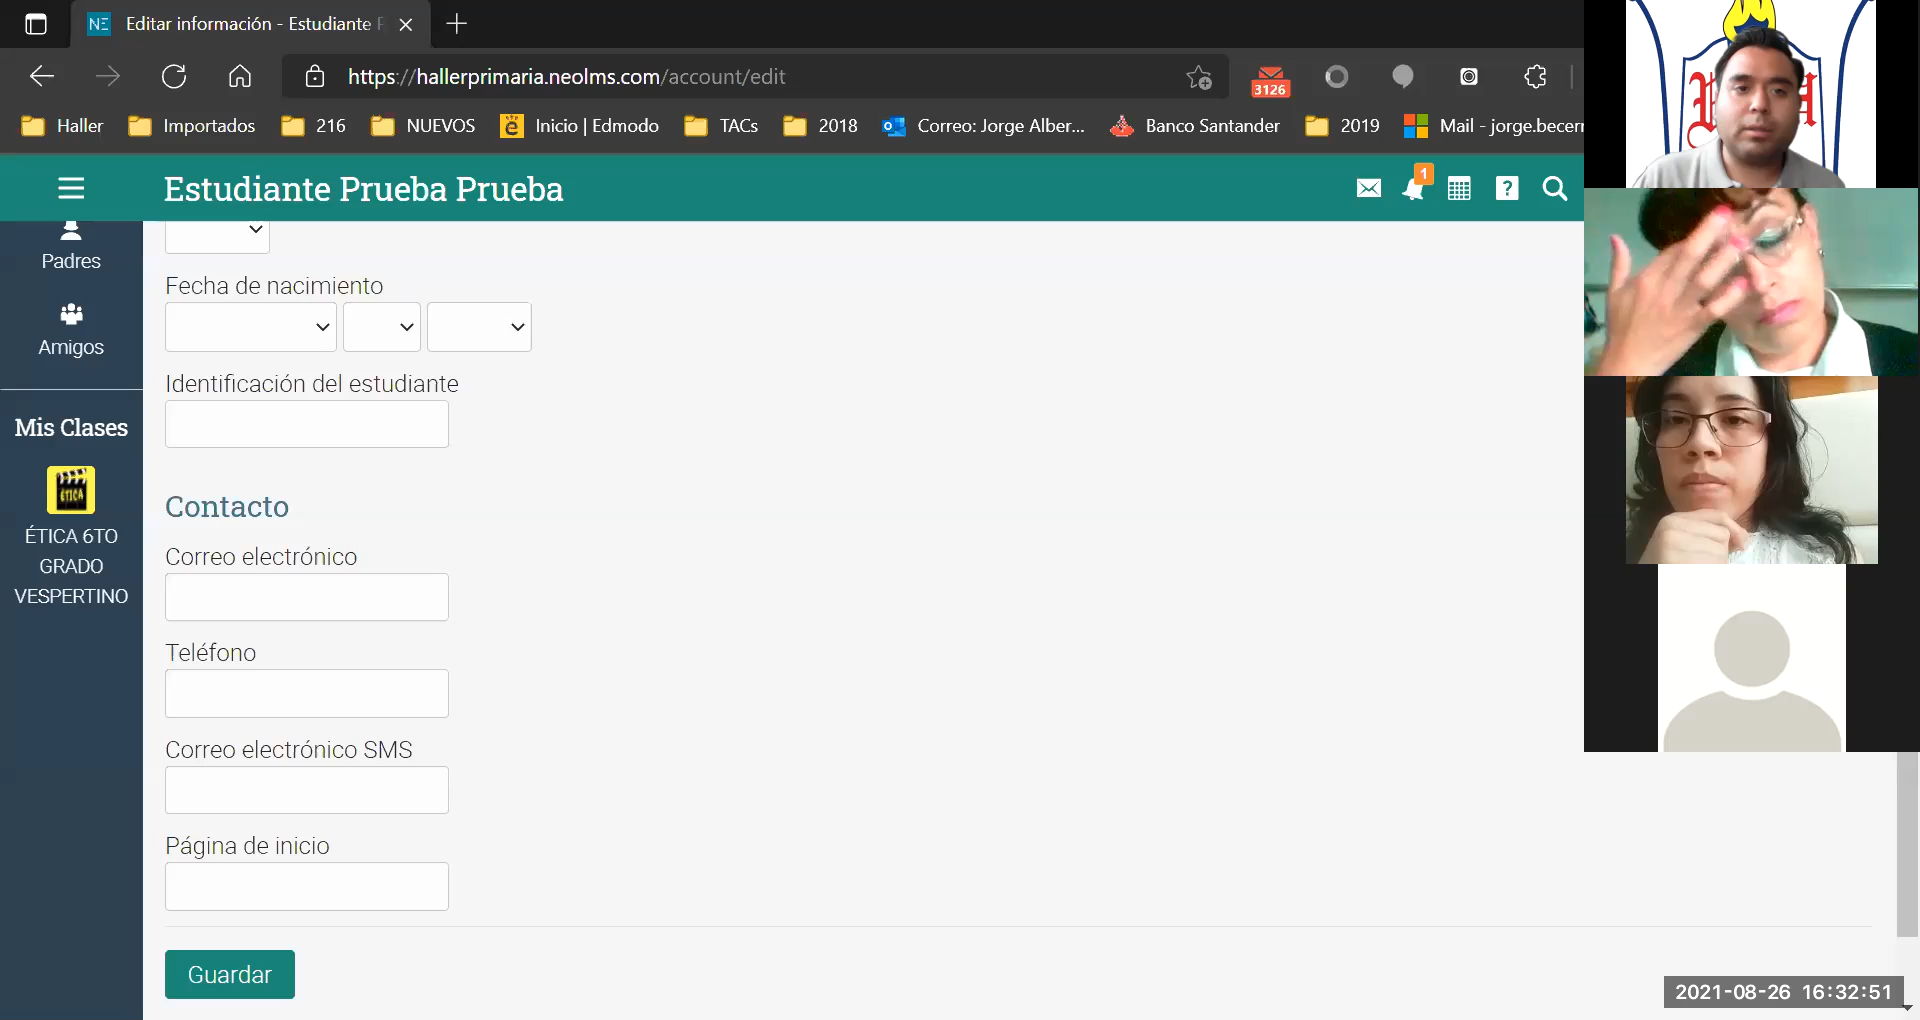 Editar información - Estudiante
https://hallerprimaria.neolms.com/account/edit
3126
Haller Importados 216 NUEVOS Inicio | Edmodo TACs 2018 Correo: Jorge Alber... Banco Santander 2019 Mail - jorge.becerr
Estudiante Prueba Prueba
1
Padres
Amigos
Mis Clases
ÉTICA
ÉTICA 6TO
GRADO
VESPERTINO
Fecha de nacimiento
Identificación del estudiante
Contacto
Correo electrónico
Teléfono
Correo electrónico SMS
Página de inicio
Guardar
2021-08-26 16:32:51